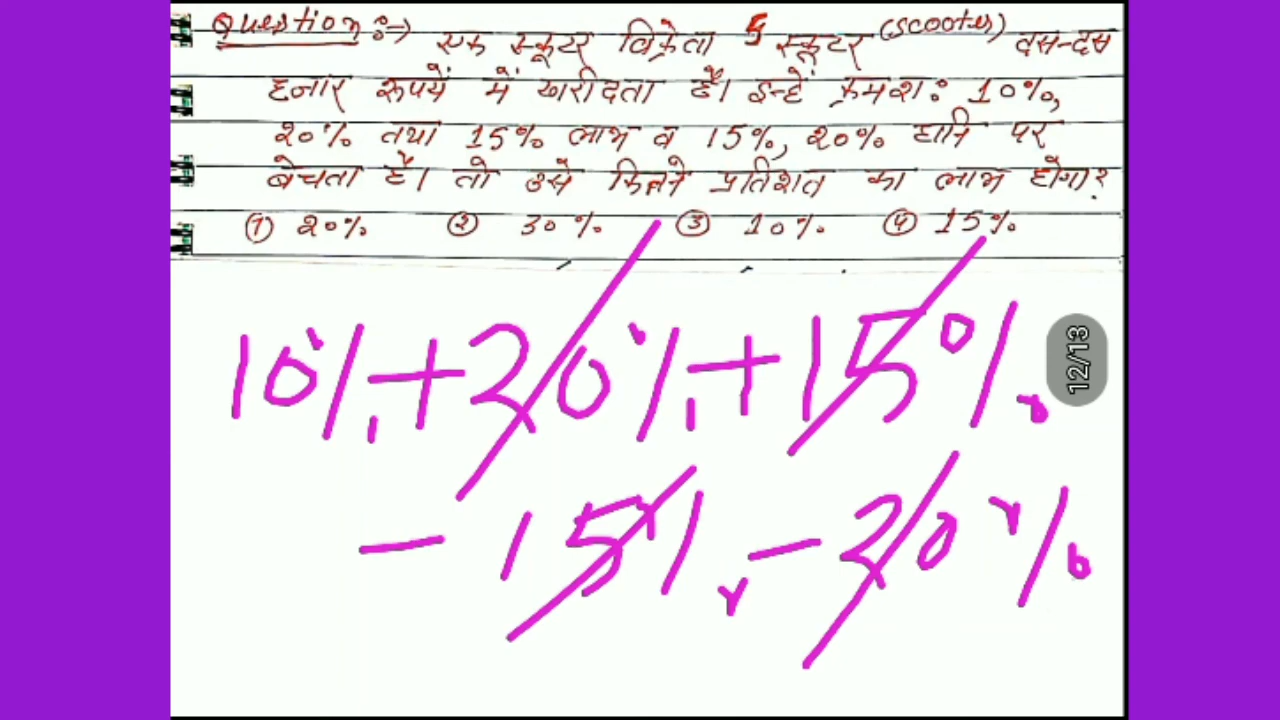 Question :→ एक स्कूटर विक्रेता 5 स्कूटर (scooter) दस-दस
हजार रूपयें में खरीदता है। इन्हें क्रमश: 10%,
20% तथा 15% लाभ व 15%, 20% हानि पर
बेचता है। तो उसे कितने प्रतिशत का लाभ होगा?
① 20% ② 30% ③ 10% ④ 15%
10% + 20% + 15%
- 15% - 20%
12/13